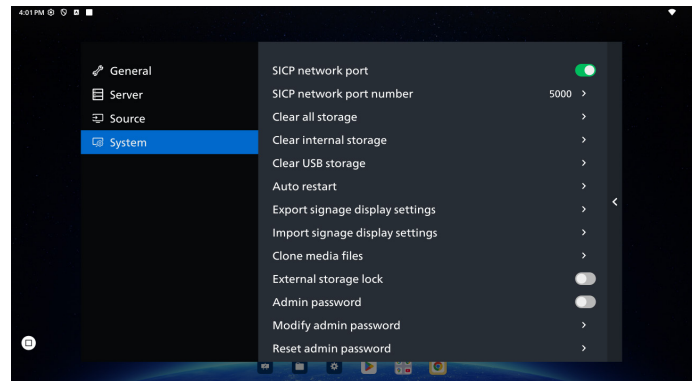 4:01 PM
General
Server
Source
System
SICP network port
SICP network port number 5000
Clear all storage
Clear internal storage
Clear USB storage
Auto restart
Export signage display settings
Import signage display settings
Clone media files
External storage lock
Admin password
Modify admin password
Reset admin password